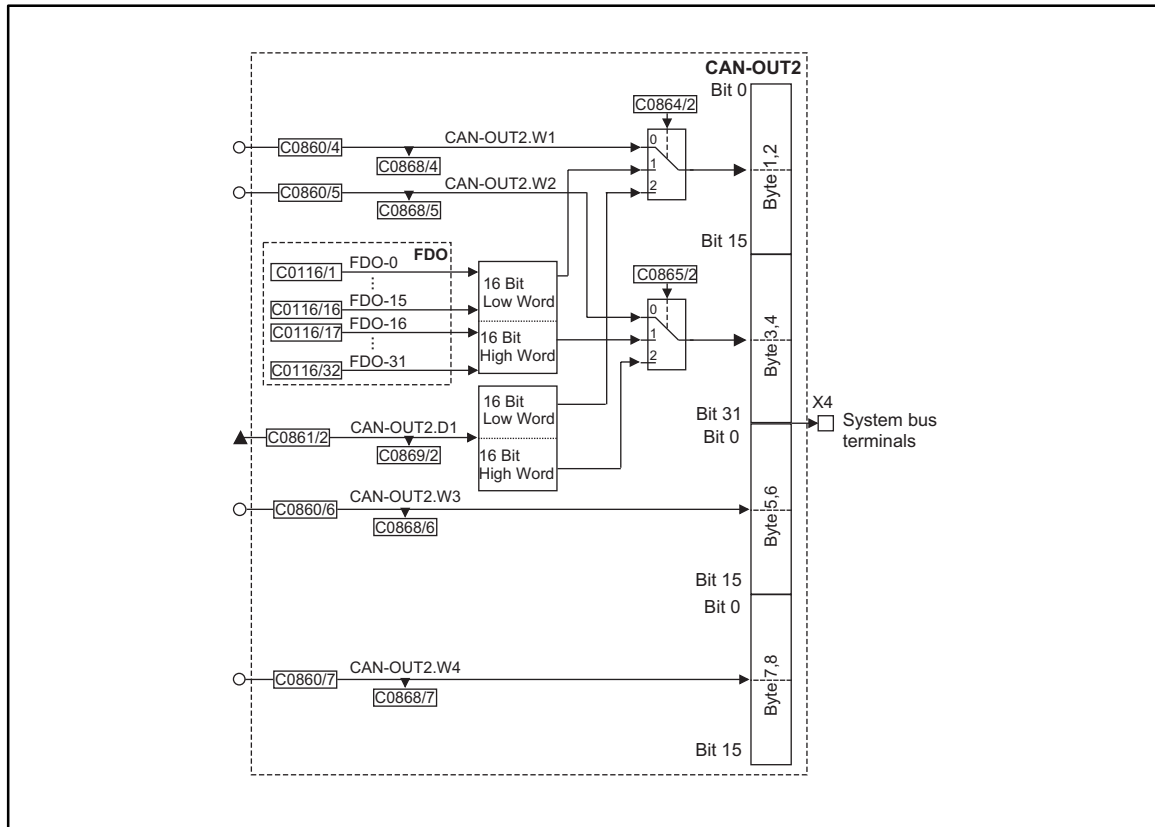 CAN-OUT2
Bit 0
C0864/2
C0860/4
CAN-OUT2.W1
C0868/4
0
1
2
Byte 1,2
C0860/5
CAN-OUT2.W2
C0868/5
Bit 15
FDO
C0116/1
FDO-0
C0116/16
FDO-15
C0116/17
FDO-16
C0116/32
FDO-31
16 Bit
Low Word
16 Bit
High Word
C0865/2
0
1
2
Byte 3,4
16 Bit
Low Word
16 Bit
High Word
Bit 31
Bit 0
X4
System bus
terminals
C0861/2
CAN-OUT2.D1
C0869/2
C0860/6
CAN-OUT2.W3
C0868/6
Byte 5,6
Bit 15
Bit 0
C0860/7
CAN-OUT2.W4
C0868/7
Byte 7,8
Bit 15